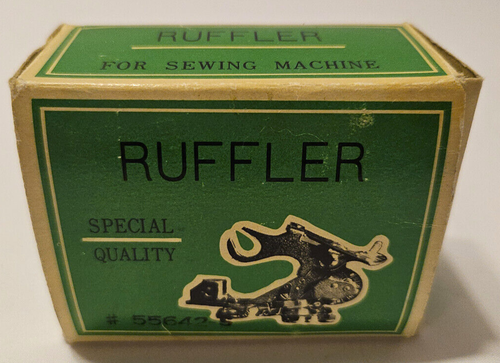 RUFFLER
FOR SEWING MACHINE
RUFFLER
SPECIAL
QUALITY
#